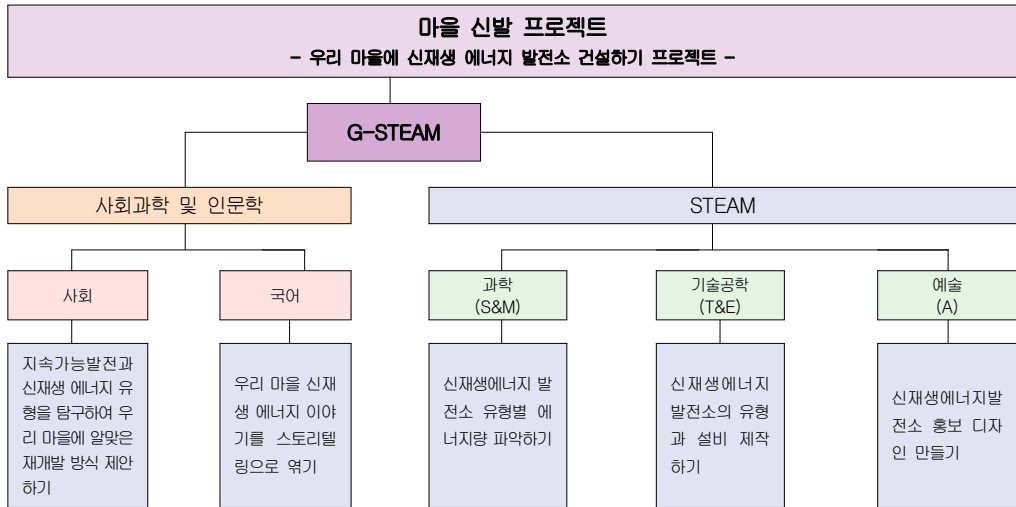 마을 신발 프로젝트
- 우리 마을에 신재생 에너지 발전소 건설하기 프로젝트 -
G-STEAM
사회과학 및 인문학
STEAM
사회
국어
과학
(S&M)
기술공학
(T&E)
예술
(A)
지속가능발전과
신재생 에너지 유
형을 탐구하여 우
리 마을에 알맞은
재개발 방식 제안
하기
우리 마을 신재
생 에너지 이야
기를 스토리텔
링으로 엮기
신재생에너지 발
전소 유형별 에
너지량 파악하기
신재생에너지
발전소의 유형
과 설비 제작
하기
신재생에너지발
전소 홍보 디자
인 만들기